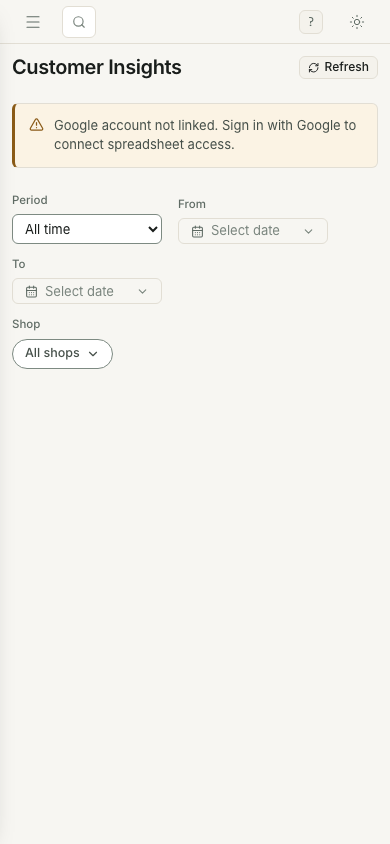 ?
Customer Insights
Refresh
Google account not linked. Sign in with Google to
connect spreadsheet access.
Period
From
All time
Select date
To
Select date
Shop
All shops